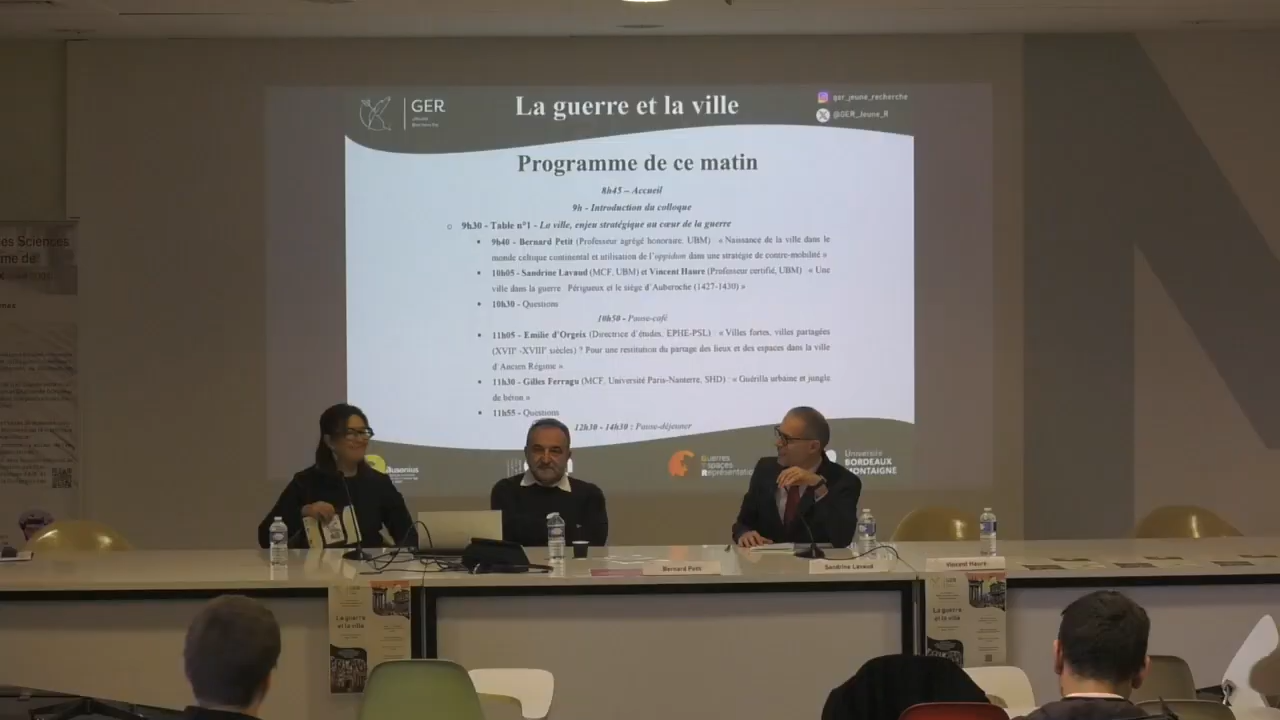 GER
La guerre et la ville
ger_jeune_recherche
@GER_Jeune_R
Programme de ce matin
8h45 – Accueil
9h - Introduction du colloque
9h30 - Table n°1 - La ville, enjeu stratégique au cœur de la guerre
9h40 - Bernard Petit (Professeur agrégé honoraire, UBM) : « Naissance de la ville dans le
monde celtique continental et utilisation de l'oppidum dans une stratégie de contre-mobilité »
10h05 - Sandrine Lavaud (MCF, UBM) et Vincent Haure (Professeur certifié, UBM) : « Une
ville dans la guerre : Périgueux et le siège d'Auberoche (1427-1430) »
10h30 - Questions
10h50 - Pause-café
11h05 - Emilie d'Orgeix (Directrice d'études, EPHE-PSL) : « Villes fortes, villes partagées
(XVIIe -XVIIIe siècles) ? Pour une restitution du partage des lieux et des espaces dans la ville
d'Ancien Régime »
11h30 - Gilles Ferragu (MCF, Université Paris-Nanterre, SHD) : « Guérilla urbaine et jungle
de béton »
11h55 - Questions
12h30 - 14h30 : Pause-déjeuner
Ausonius
Guerres
Espaces
Représentations
Université
BORDEAUX
MONTAIGNE
es Sciences
me de
Bernard Petit
Sandrine Lavaud
Vincent Haure
GER
La guerre
et la ville
La guerre
et la ville